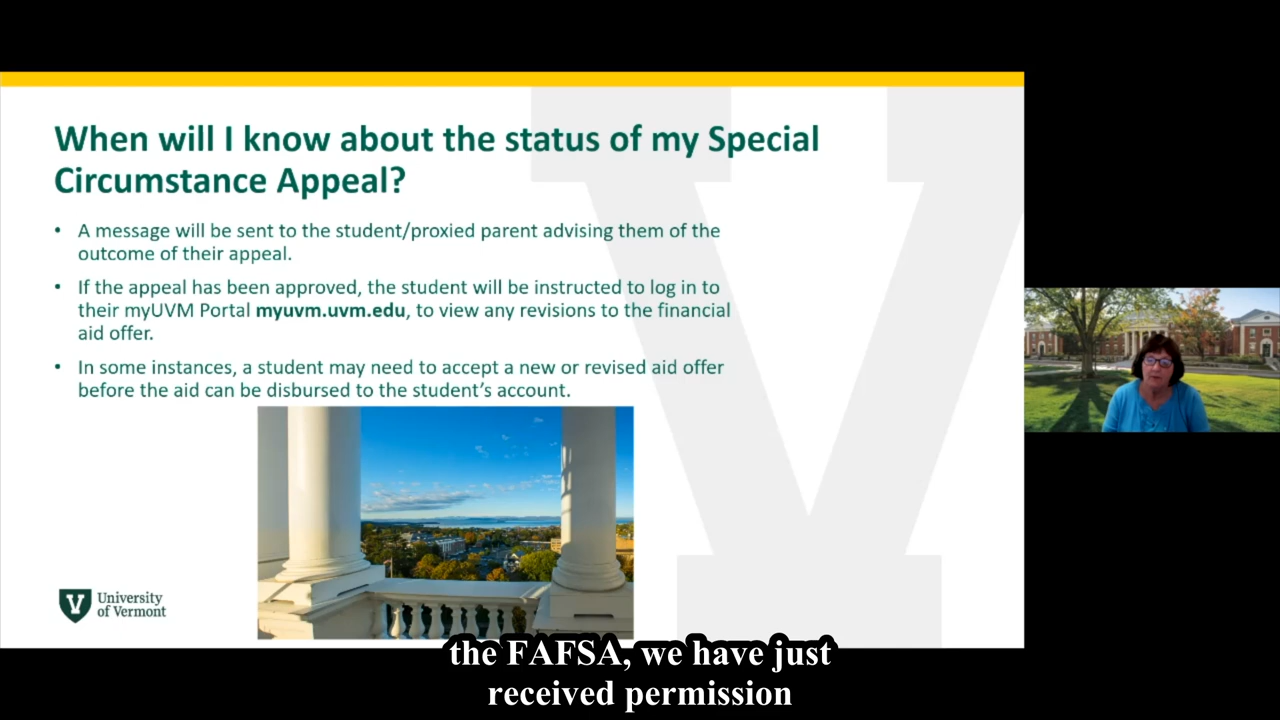 When will I know about the status of my Special
Circumstance Appeal?
• A message will be sent to the student/proxied parent advising them of the
outcome of their appeal.
• If the appeal has been approved, the student will be instructed to log in to
their myUVM Portal myuvm.uvm.edu, to view any revisions to the financial
aid offer.
• In some instances, a student may need to accept a new or revised aid offer
before the aid can be disbursed to the student's account.
V
University
of Vermont
the FAFSA, we have just
received permission